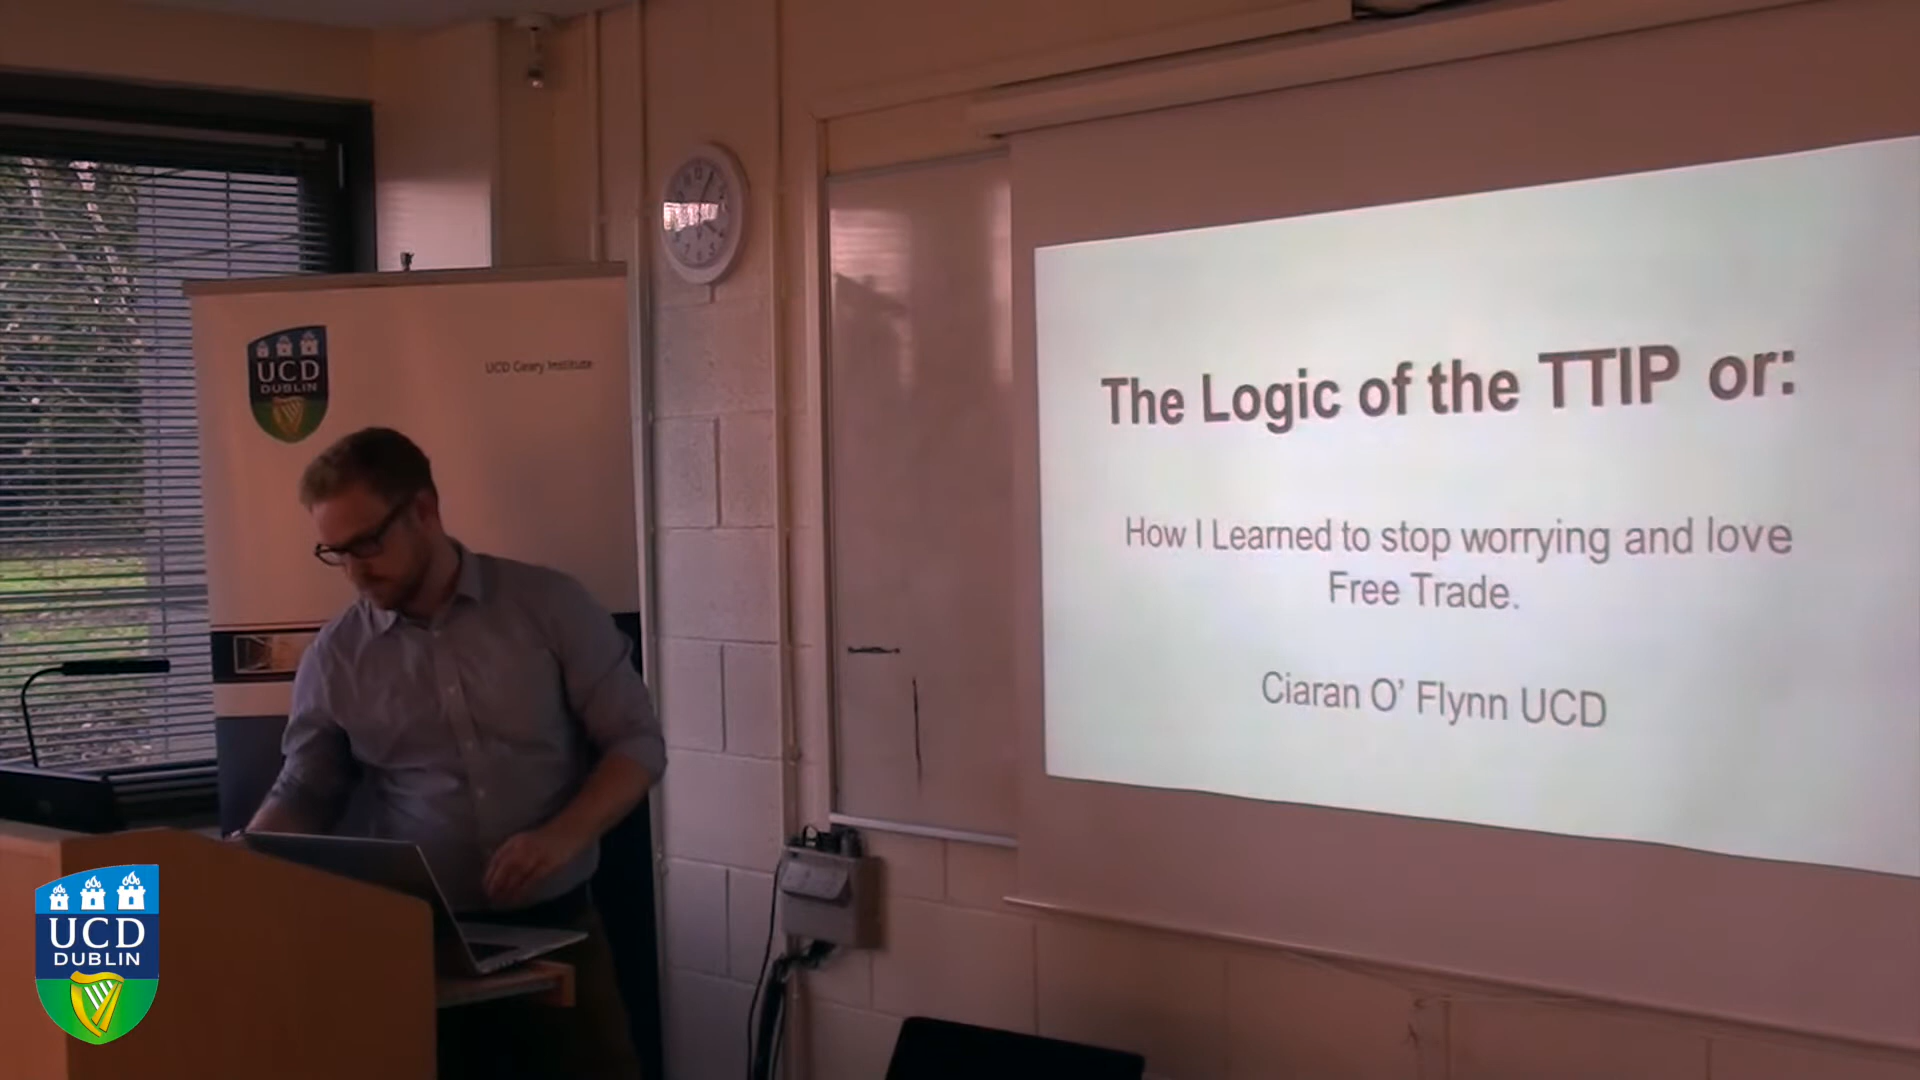 UCD
DUBLIN
UCD Geary Institute
The Logic of the TTIP or:
How I Learned to stop worrying and love
Free Trade.
Ciaran O' Flynn UCD
UCD
DUBLIN